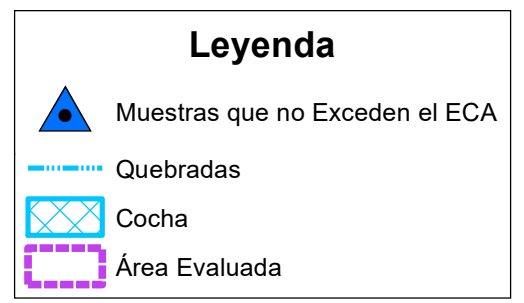 Leyenda
Muestras que no Exceden el ECA
Quebradas
Cocha
Área Evaluada